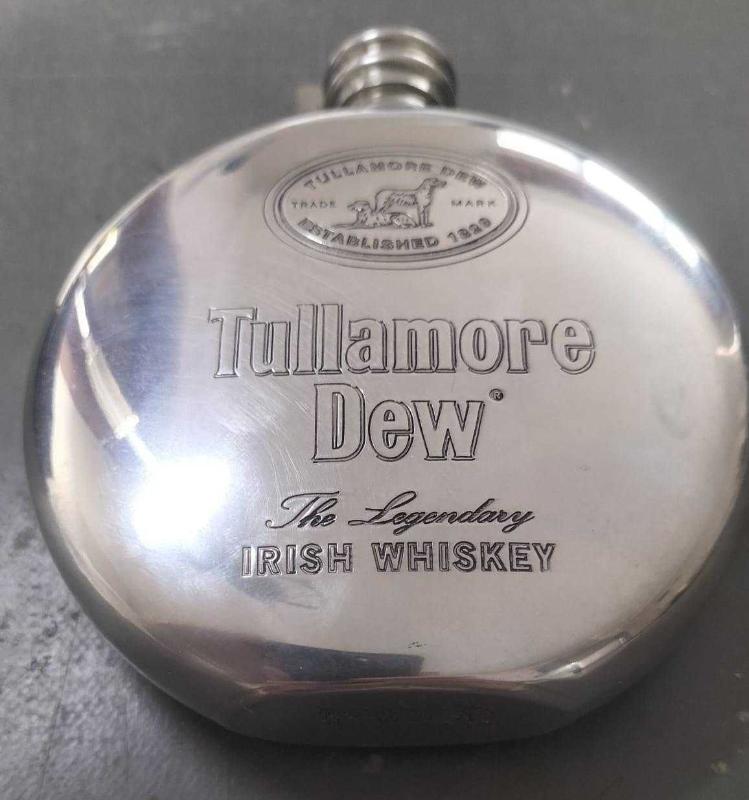 TULLAMORE DEW
TRADE MARK
ESTABLISHED 1829
Tullamore
Dew®
The Legendary
IRISH WHISKEY